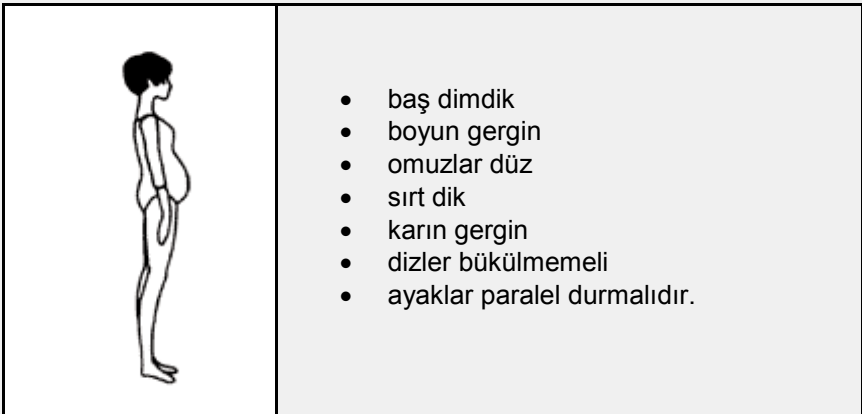 • baş dimdik
• boyun gergin
• omuzlar düz
• sırt dik
• karın gergin
• dizler bükülmemeli
• ayaklar paralel durmalıdır.